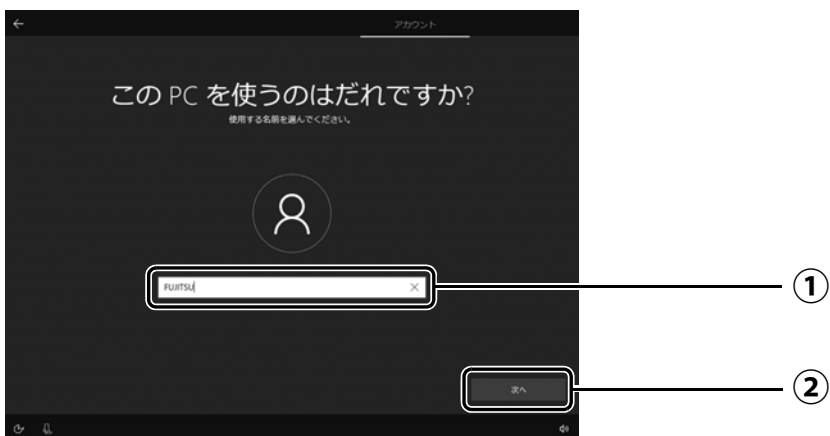 アカウント
この PC を使うのはだれですか?
使用する名前を選んでください。
FUJITSU
①
次へ
②